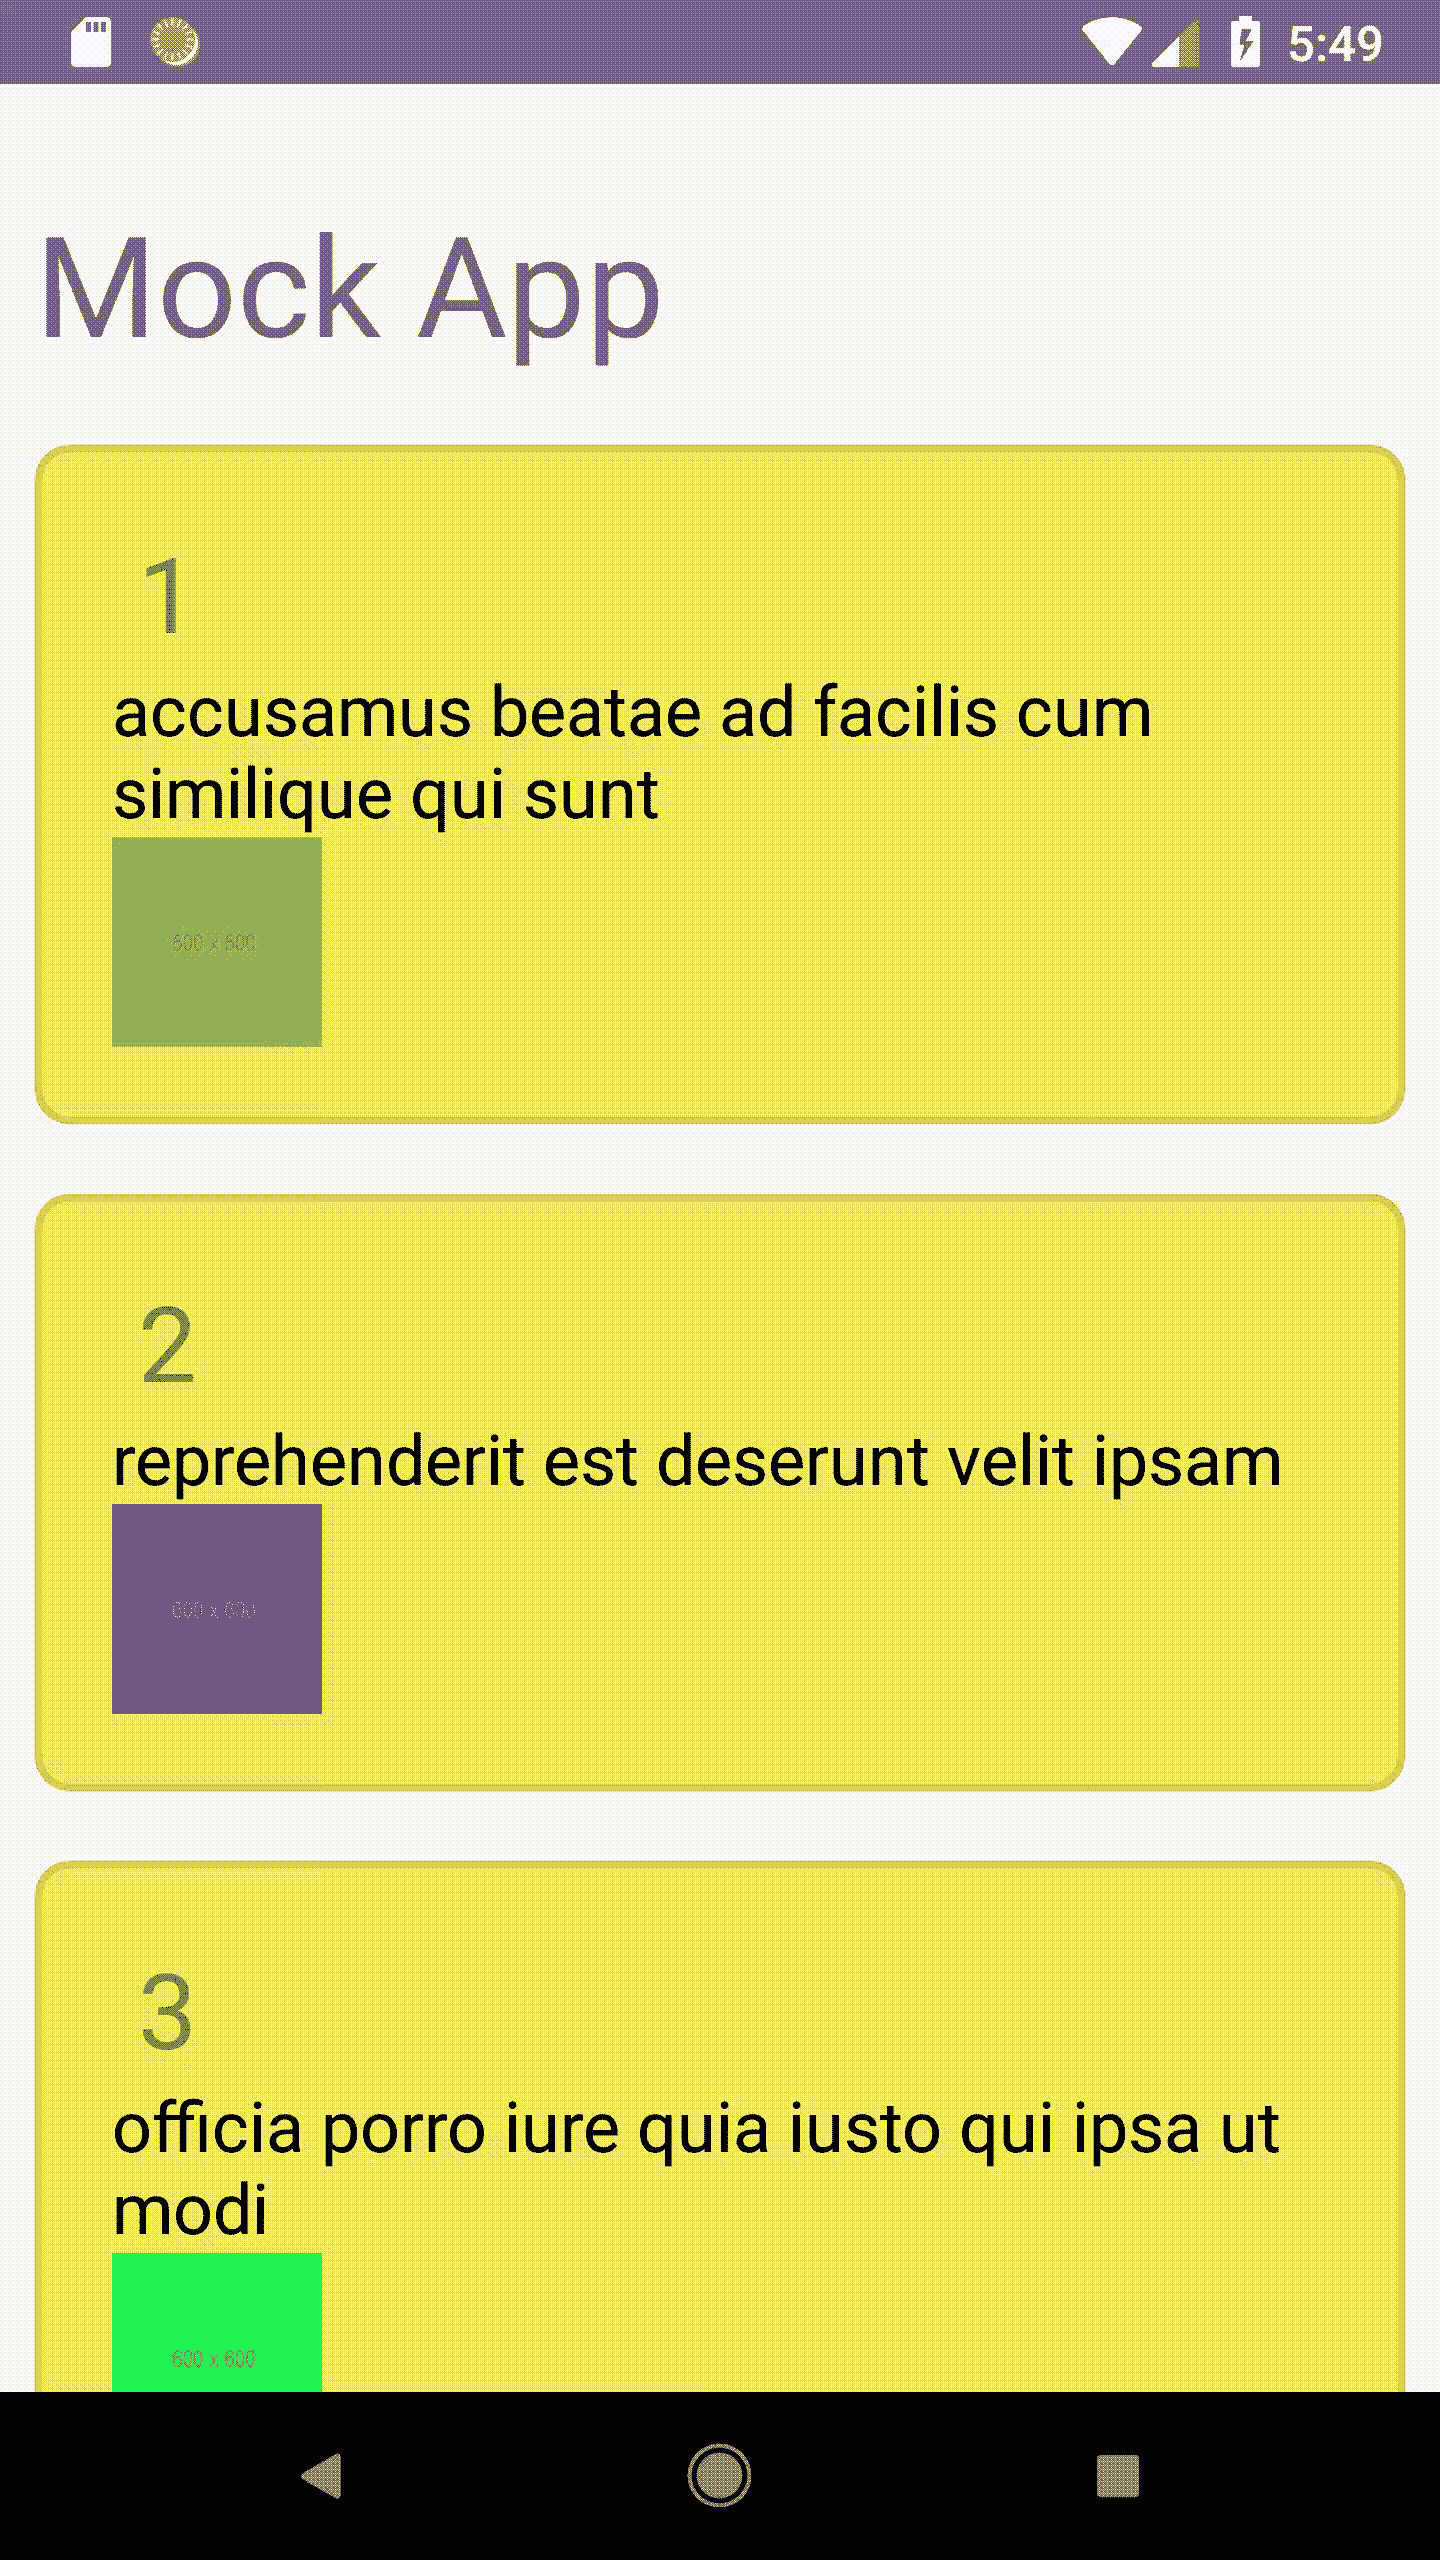 5:49
Mock App
1
accusamus beatae ad facilis cum
similique qui sunt
600 x 600
2
reprehenderit est deserunt velit ipsam
600 x 600
3
officia porro iure quia iusto qui ipsa ut
modi
600 x 600